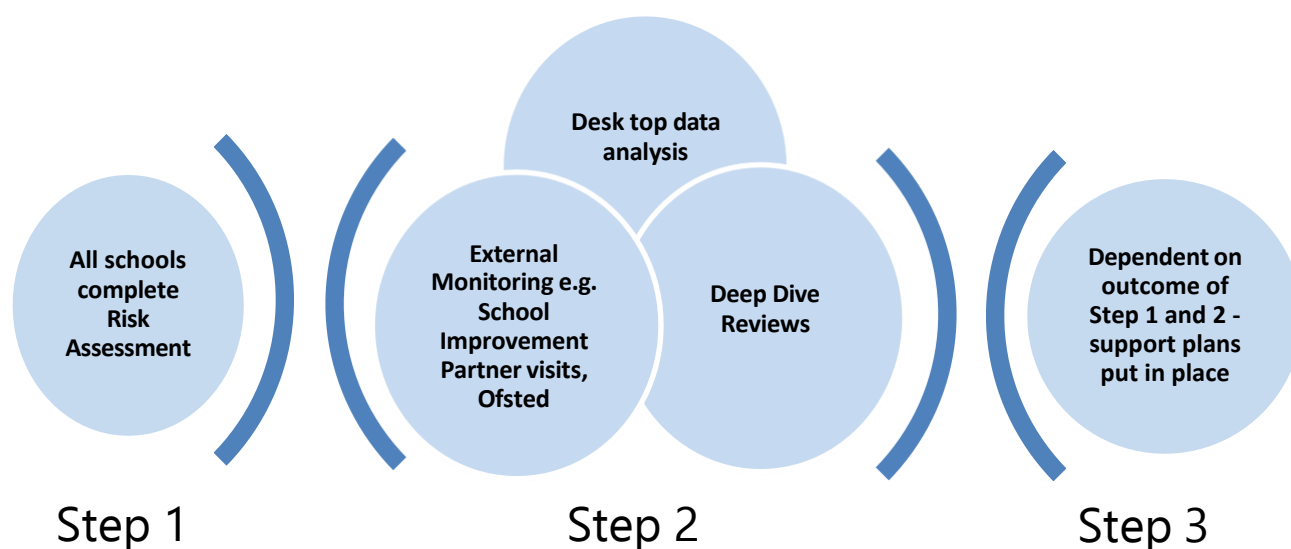 All schools
complete
Risk
Assessment
Desk top data
analysis
External
Monitoring e.g.
School
Improvement
Partner visits,
Ofsted
Deep Dive
Reviews
Dependent on
outcome of
Step 1 and 2 -
support plans
put in place
Step 1
Step 2
Step 3